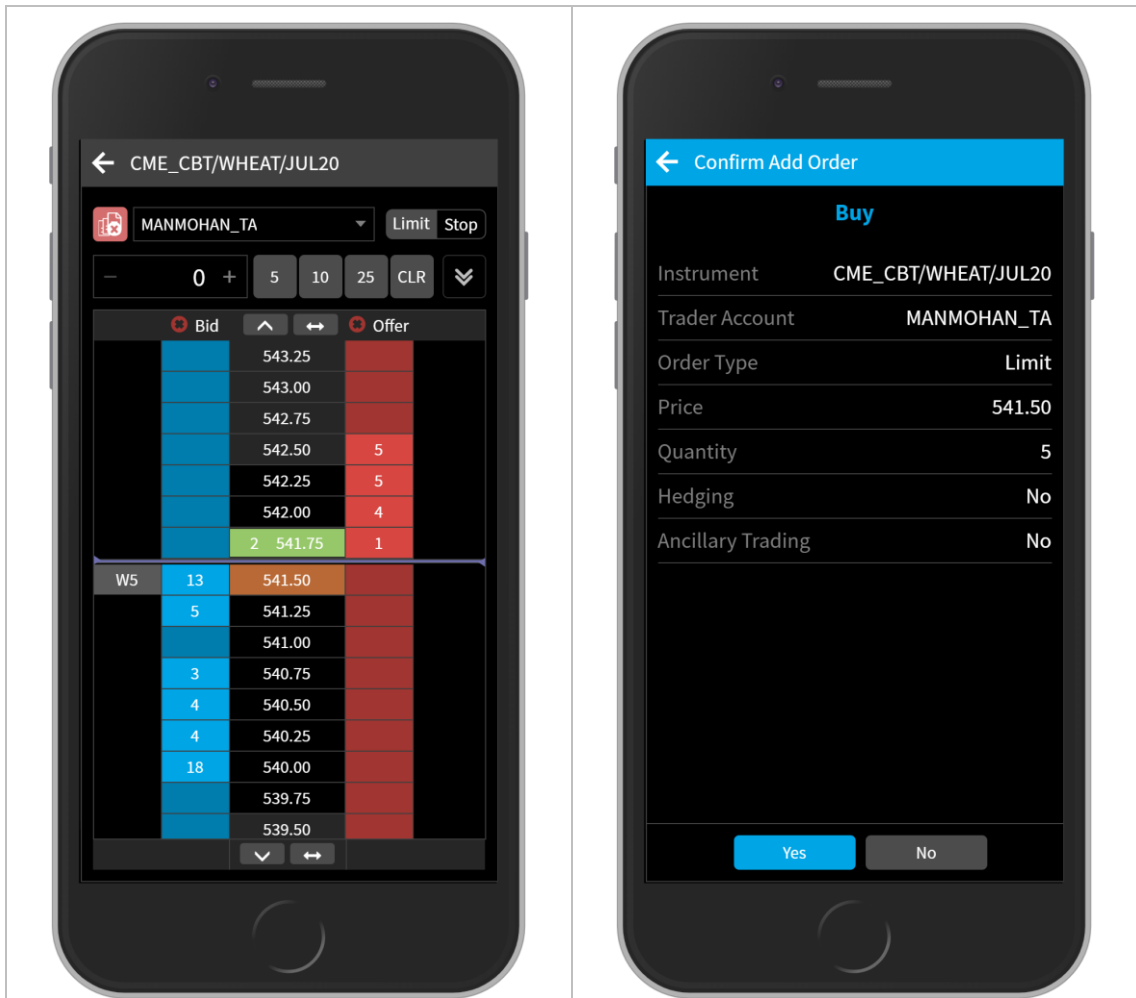 CME_CBT/WHEAT/JUL20
MANMOHAN_TA Limit Stop
− 0 + 5 10 25 CLR
Bid Offer
543.25
543.00
542.75
542.50 5
542.25 5
542.00 4
2 541.75 1
W5 13 541.50
5 541.25
541.00
3 540.75
4 540.50
4 540.25
18 540.00
539.75
539.50
Confirm Add Order
Buy
Instrument CME_CBT/WHEAT/JUL20
Trader Account MANMOHAN_TA
Order Type Limit
Price 541.50
Quantity 5
Hedging No
Ancillary Trading No
Yes No